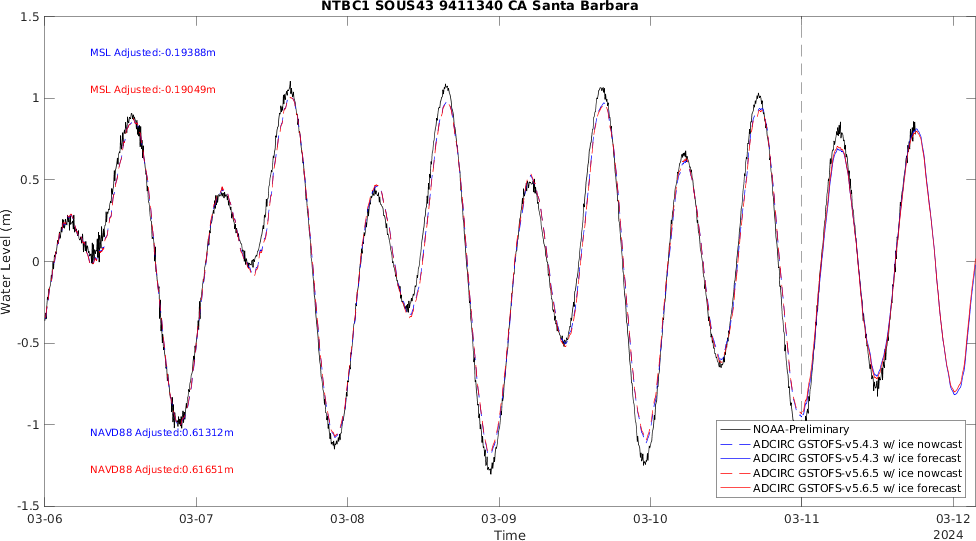 NTBC1 SOUS43 9411340 CA Santa Barbara
1.5
MSL Adjusted:-0.19388m
MSL Adjusted:-0.19049m
1
0.5
0
-0.5
-1
-1.5
Water Level (m)
NAVD88 Adjusted:0.61312m
NAVD88 Adjusted:0.61651m
NOAA-Preliminary
ADCIRC GSTOFS-v5.4.3 w/ ice nowcast
ADCIRC GSTOFS-v5.4.3 w/ ice forecast
ADCIRC GSTOFS-v5.6.5 w/ ice nowcast
ADCIRC GSTOFS-v5.6.5 w/ ice forecast
03-06 03-07 03-08 03-09 03-10 03-11 03-12
Time
2024